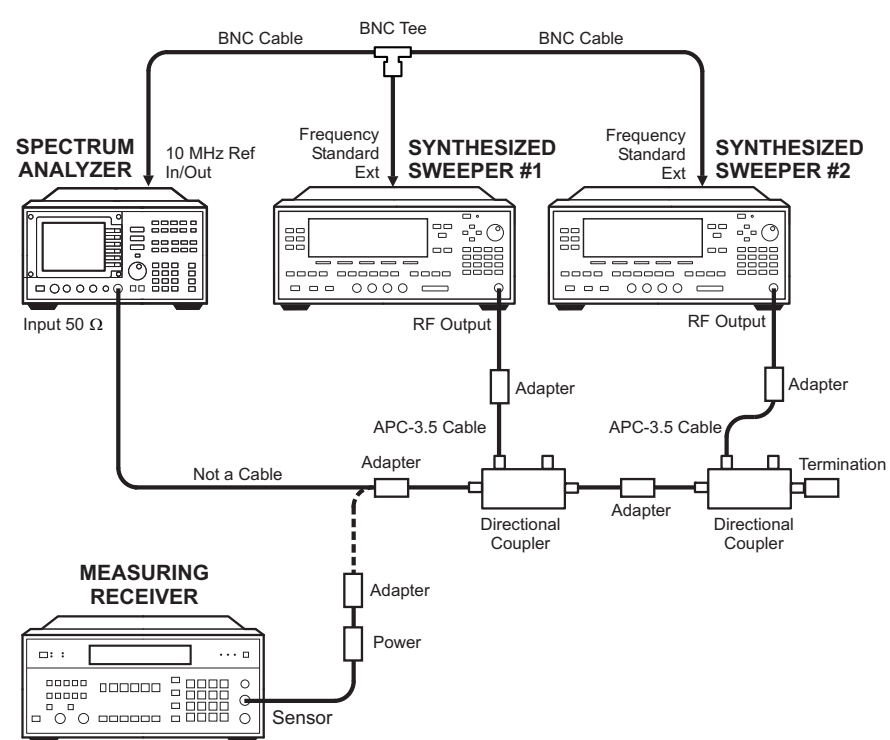 BNC Tee
BNC Cable
BNC Cable
SPECTRUM
ANALYZER
10 MHz Ref
In/Out
Frequency
Standard
Ext
SYNTHESIZED
SWEEPER #1
Frequency
Standard
Ext
SYNTHESIZED
SWEEPER #2
Input 50 Ω
RF Output
RF Output
Adapter
Adapter
APC-3.5 Cable
APC-3.5 Cable
Not a Cable
Adapter
Termination
Directional
Coupler
Adapter
Directional
Coupler
MEASURING
RECEIVER
Adapter
Power
Sensor